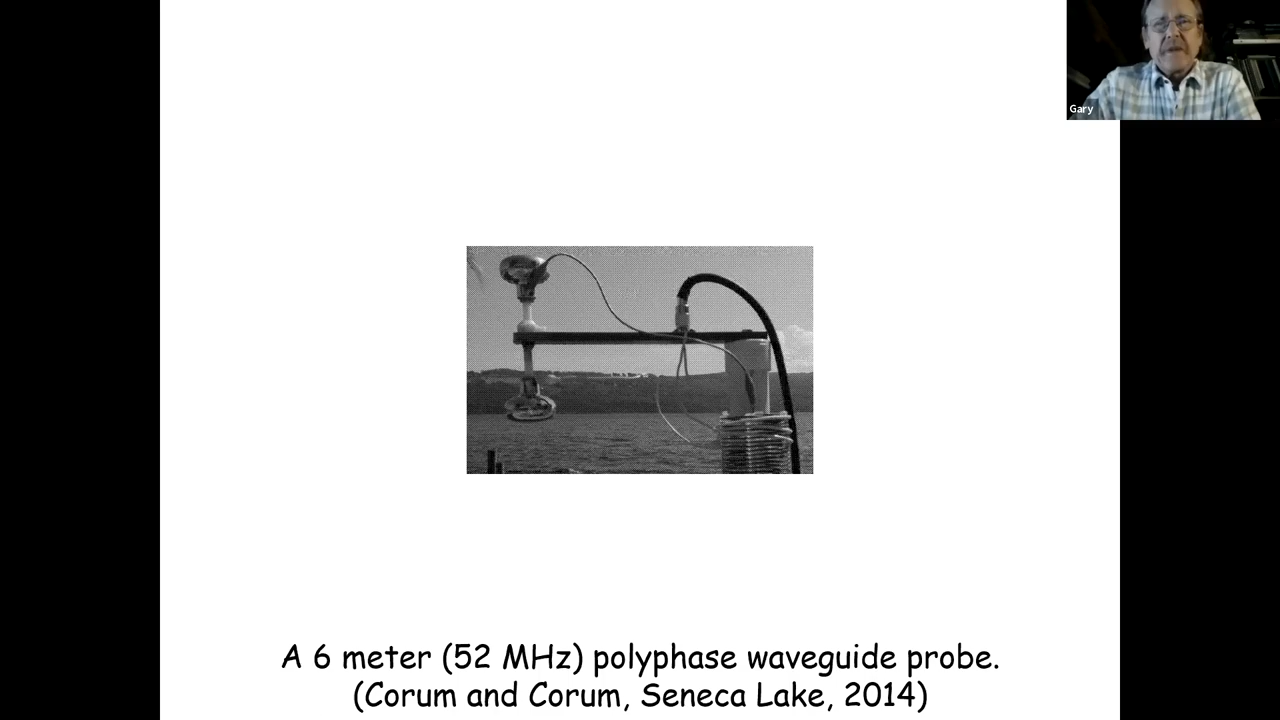 Gary
A 6 meter (52 MHz) polyphase waveguide probe.
(Corum and Corum, Seneca Lake, 2014)